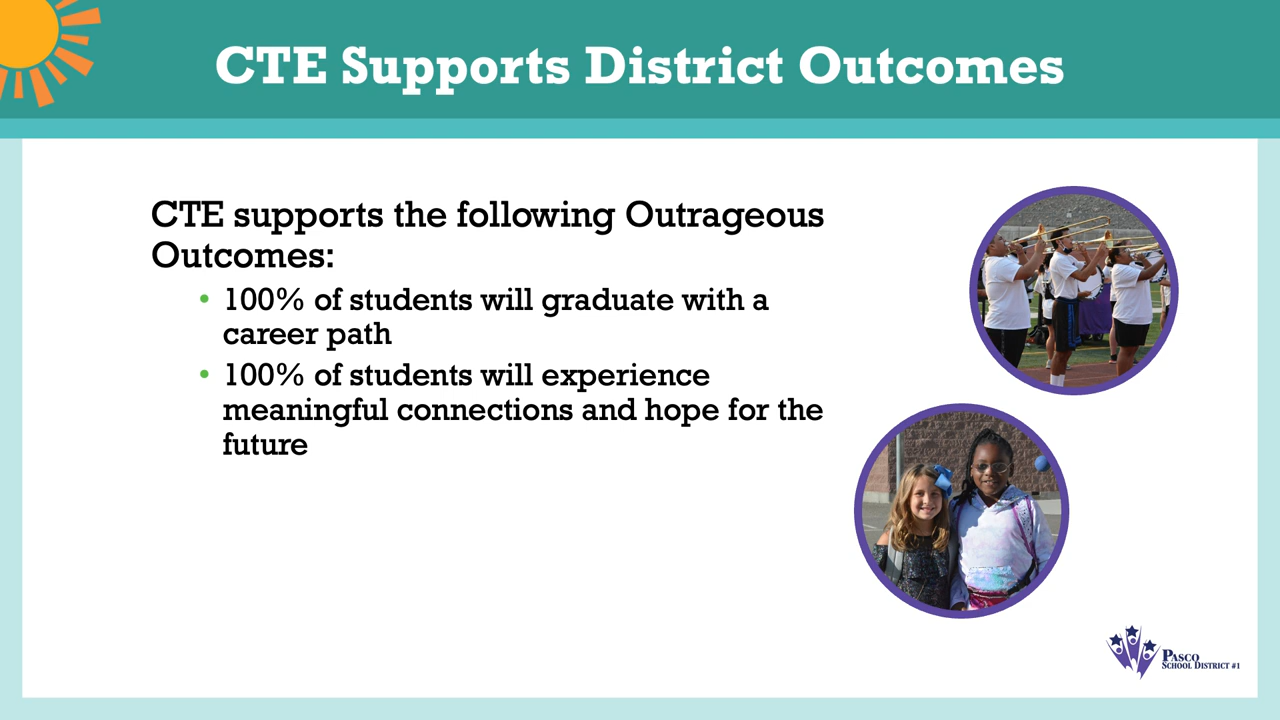 CTE Supports District Outcomes
CTE supports the following Outrageous
Outcomes:
• 100% of students will graduate with a
career path
• 100% of students will experience
meaningful connections and hope for the
future
Pasco
School District #1